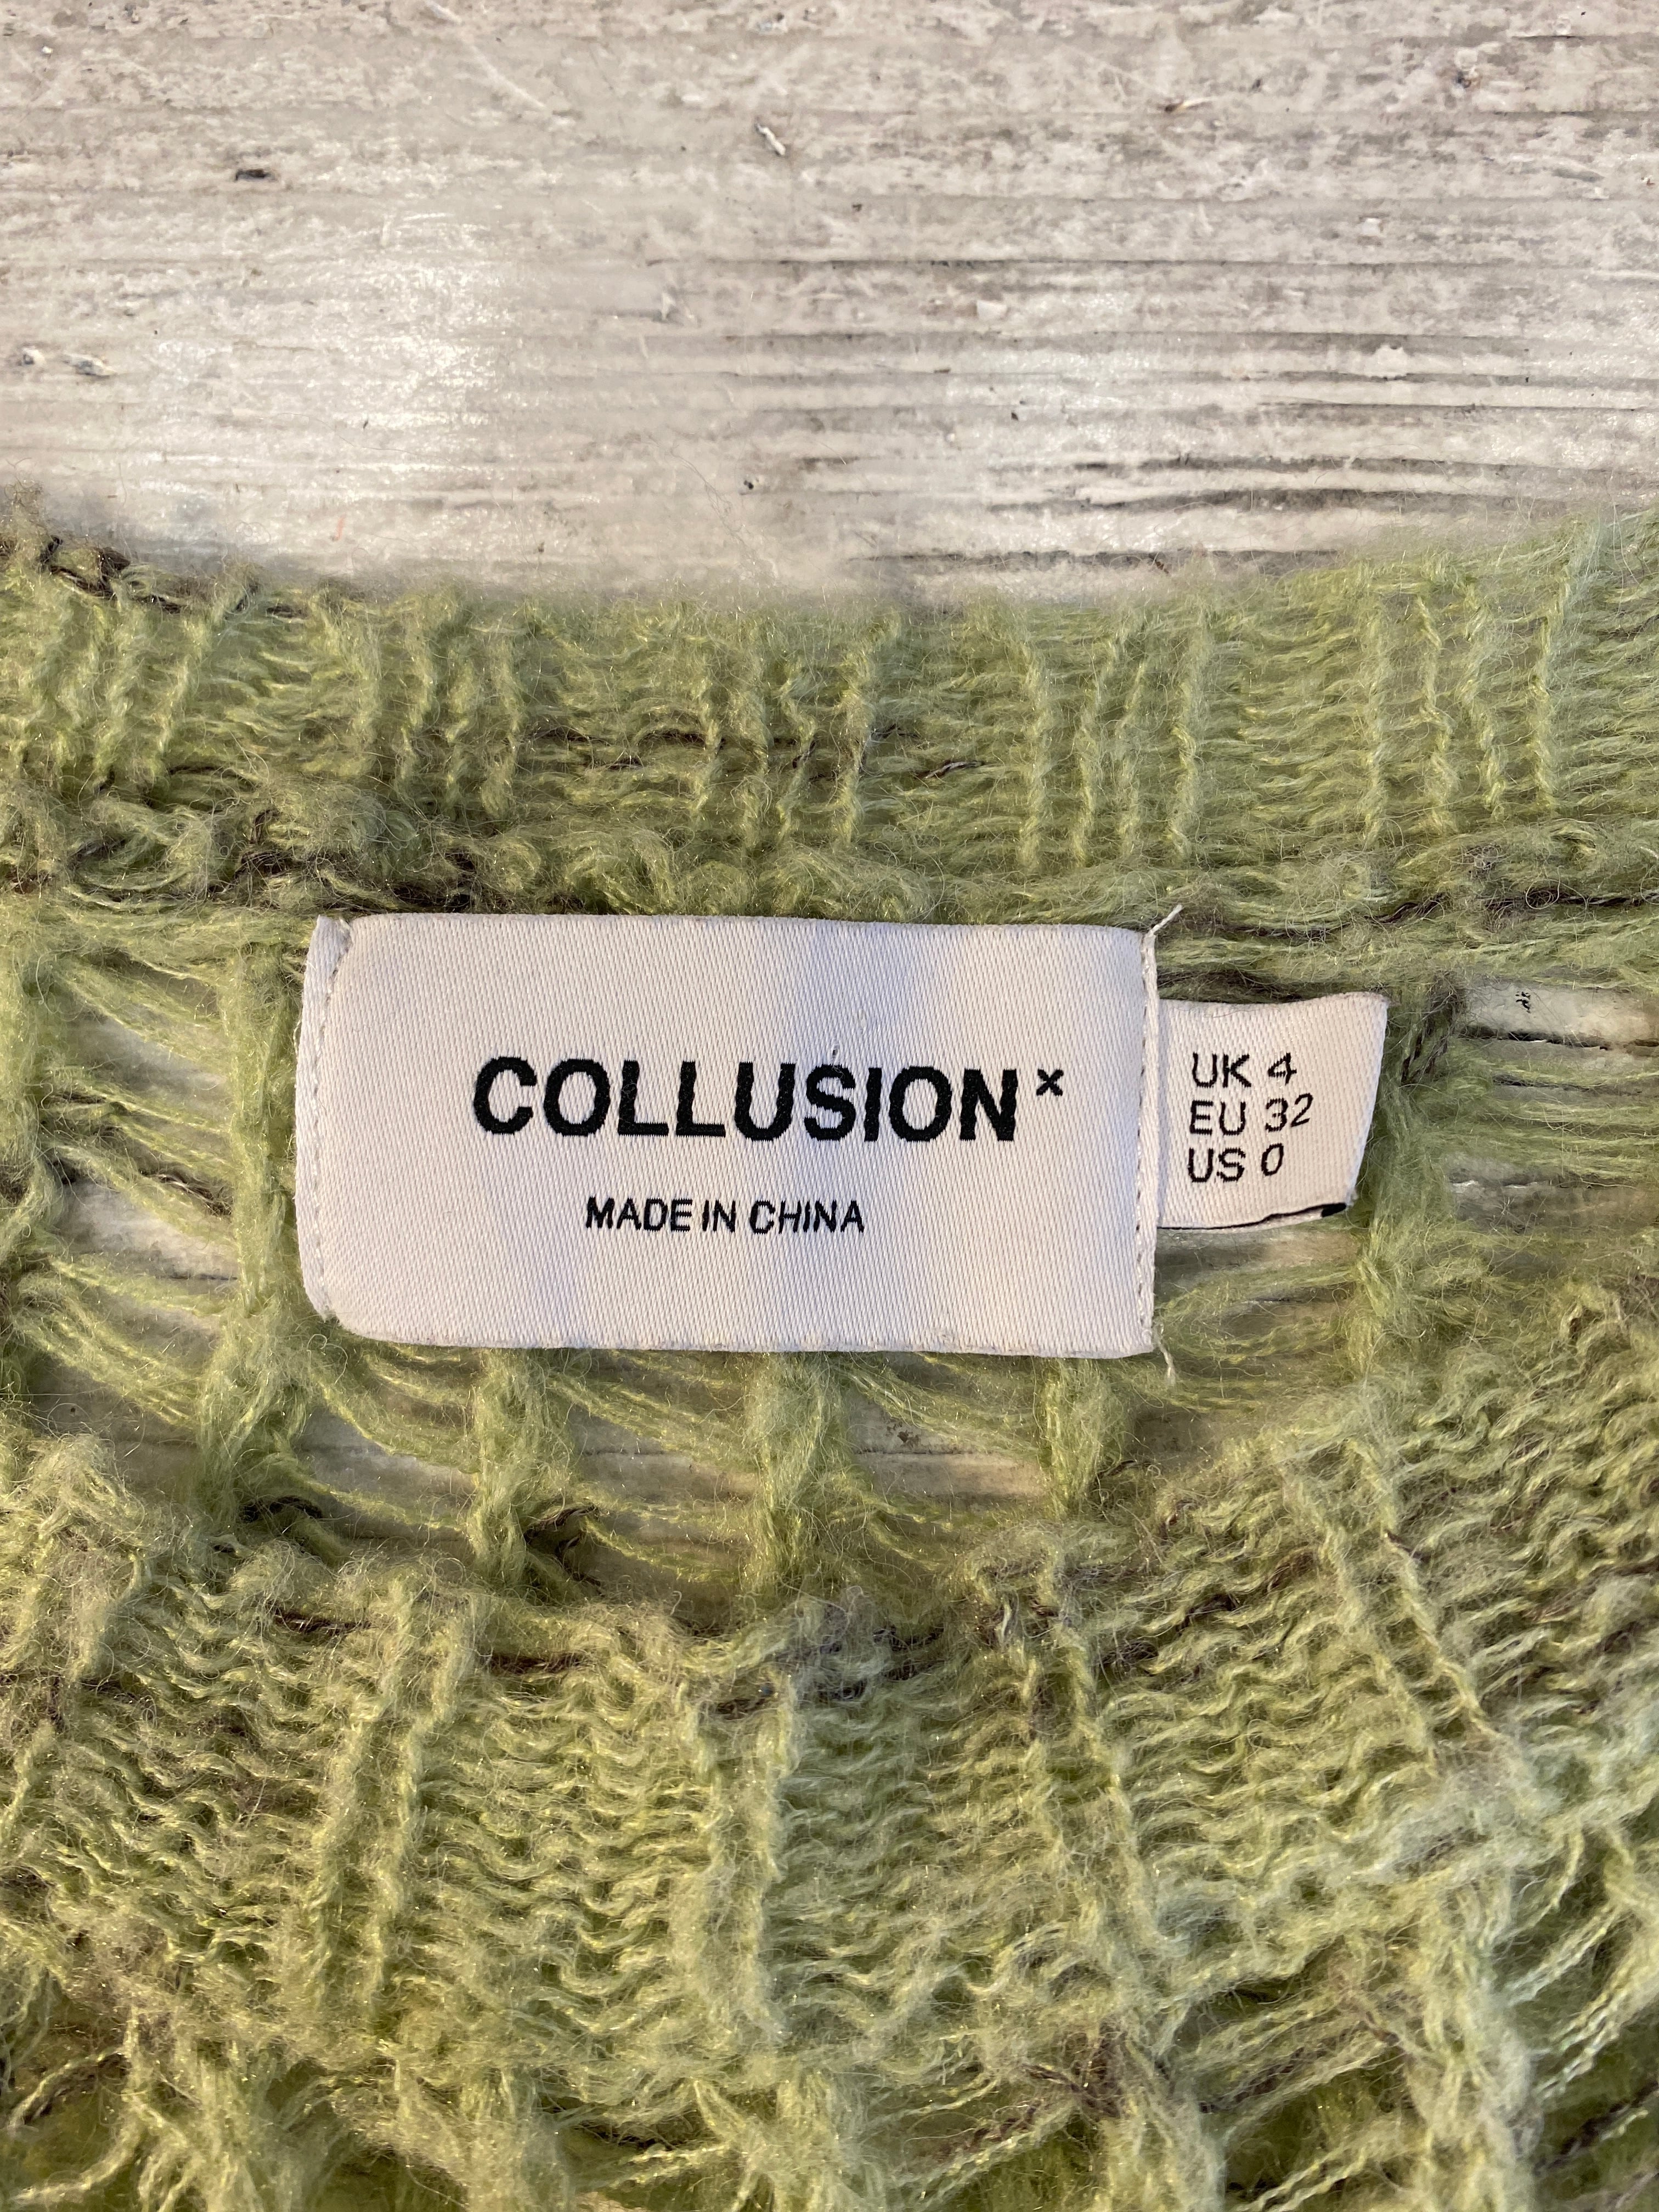 COLLUSION×
MADE IN CHINA
UK 4
EU 32
US 0